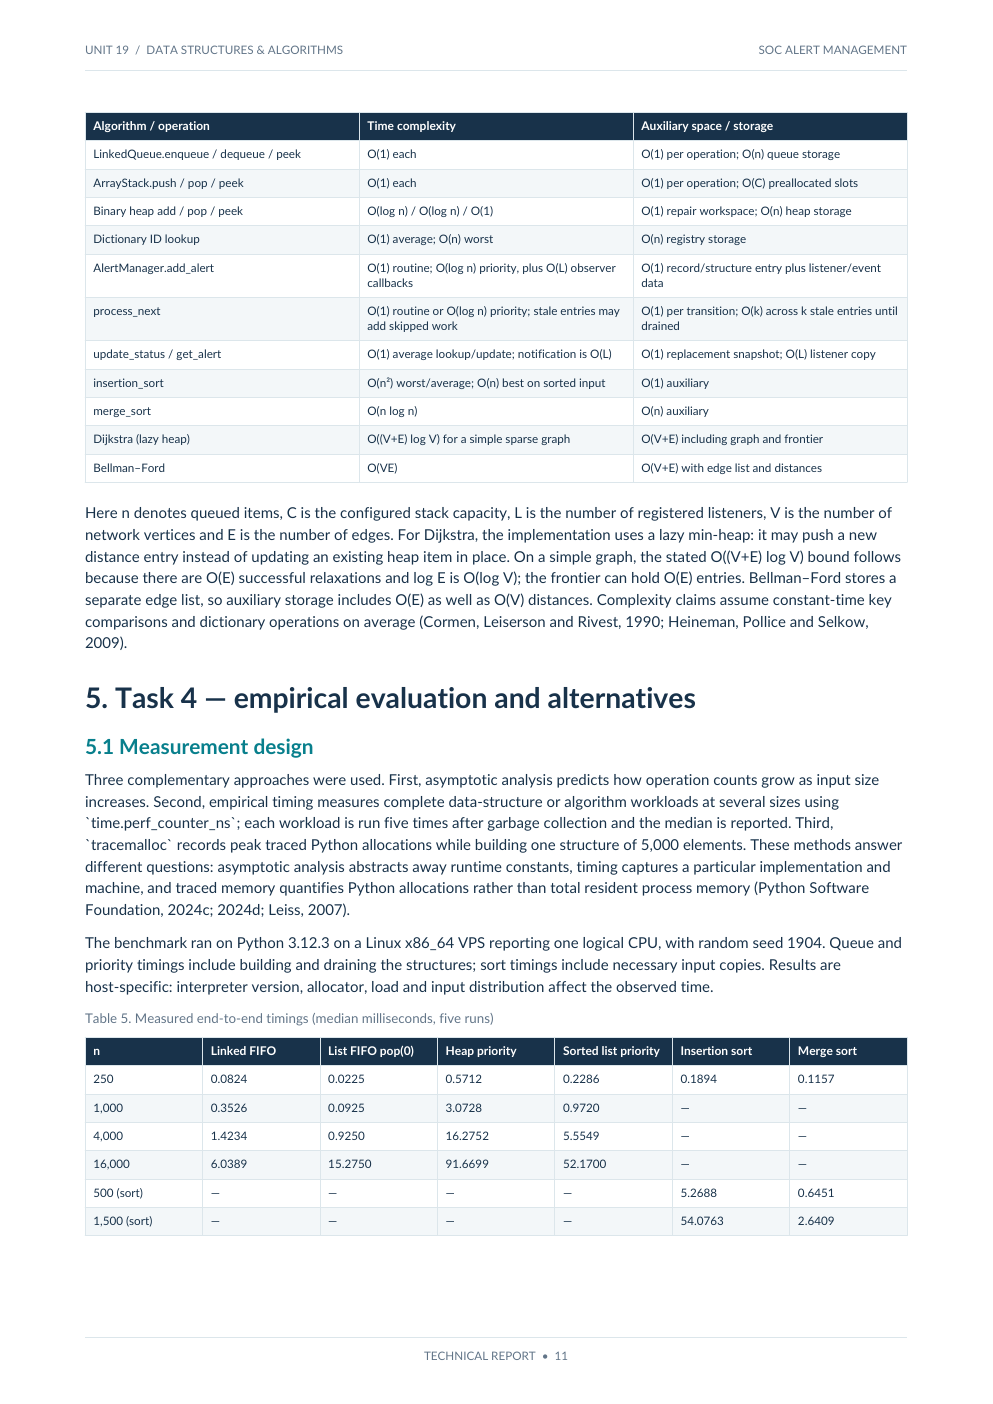 UNIT 19 / DATA STRUCTURES & ALGORITHMS
SOC ALERT MANAGEMENT
Algorithm / operation Time complexity Auxiliary space / storage
LinkedQueue.enqueue / dequeue / peek O(1) each O(1) per operation; O(n) queue storage
ArrayStack.push / pop / peek O(1) each O(1) per operation; O(C) preallocated slots
Binary heap add / pop / peek O(log n) / O(log n) / O(1) O(1) repair workspace; O(n) heap storage
Dictionary ID lookup O(1) average; O(n) worst O(n) registry storage
AlertManager.add_alert O(1) routine; O(log n) priority, plus O(L) observer O(1) record/structure entry plus listener/event
callbacks data
process_next O(1) routine or O(log n) priority; stale entries may O(1) per transition; O(k) across k stale entries until
add skipped work drained
update_status / get_alert O(1) average lookup/update; notification is O(L) O(1) replacement snapshot; O(L) listener copy
insertion_sort O(n²) worst/average; O(n) best on sorted input O(1) auxiliary
merge_sort O(n log n) O(n) auxiliary
Dijkstra (lazy heap) O((V+E) log V) for a simple sparse graph O(V+E) including graph and frontier
Bellman–Ford O(VE) O(V+E) with edge list and distances
Here n denotes queued items, C is the configured stack capacity, L is the number of registered listeners, V is the number of
network vertices and E is the number of edges. For Dijkstra, the implementation uses a lazy min-heap: it may push a new
distance entry instead of updating an existing heap item in place. On a simple graph, the stated O((V+E) log V) bound follows
because there are O(E) successful relaxations and log E is O(log V); the frontier can hold O(E) entries. Bellman–Ford stores a
separate edge list, so auxiliary storage includes O(E) as well as O(V) distances. Complexity claims assume constant-time key
comparisons and dictionary operations on average (Cormen, Leiserson and Rivest, 1990; Heineman, Pollice and Selkow,
2009).
5. Task 4 — empirical evaluation and alternatives
5.1 Measurement design
Three complementary approaches were used. First, asymptotic analysis predicts how operation counts grow as input size
increases. Second, empirical timing measures complete data-structure or algorithm workloads at several sizes using
`time.perf_counter_ns`; each workload is run five times after garbage collection and the median is reported. Third,
`tracemalloc` records peak traced Python allocations while building one structure of 5,000 elements. These methods answer
different questions: asymptotic analysis abstracts away runtime constants, timing captures a particular implementation and
machine, and traced memory quantifies Python allocations rather than total resident process memory (Python Software
Foundation, 2024c; 2024d; Leiss, 2007).
The benchmark ran on Python 3.12.3 on a Linux x86_64 VPS reporting one logical CPU, with random seed 1904. Queue and
priority timings include building and draining the structures; sort timings include necessary input copies. Results are
host-specific: interpreter version, allocator, load and input distribution affect the observed time.
Table 5. Measured end-to-end timings (median milliseconds, five runs)
n Linked FIFO List FIFO pop(0) Heap priority Sorted list priority Insertion sort Merge sort
250 0.0824 0.0225 0.5712 0.2286 0.1894 0.1157
1,000 0.3526 0.0925 3.0728 0.9720 — —
4,000 1.4234 0.9250 16.2752 5.5549 — —
16,000 6.0389 15.2750 91.6699 52.1700 — —
500 (sort) — — — — 5.2688 0.6451
1,500 (sort) — — — — 54.0763 2.6409
TECHNICAL REPORT • 11